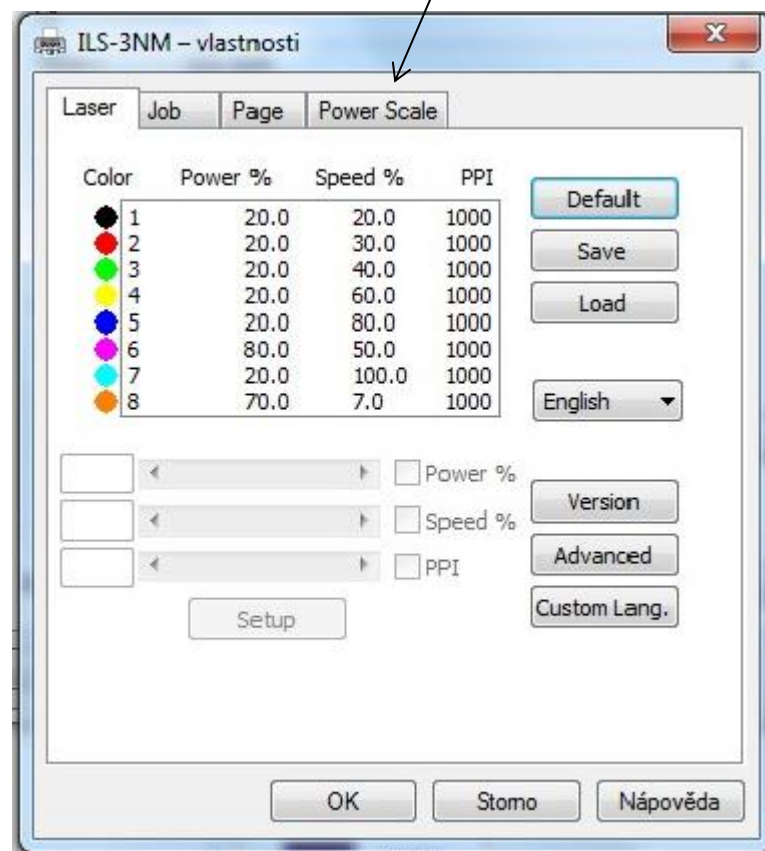 ILS-3NM – vlastnosti
Laser Job Page Power Scale
Color Power % Speed % PPI
1 20.0 20.0 1000
2 20.0 30.0 1000
3 20.0 40.0 1000
4 20.0 60.0 1000
5 20.0 80.0 1000
6 80.0 50.0 1000
7 20.0 100.0 1000
8 70.0 7.0 1000
Default
Save
Load
English
Power %
Speed %
PPI
Setup
Version
Advanced
Custom Lang.
OK Storno Nápověda